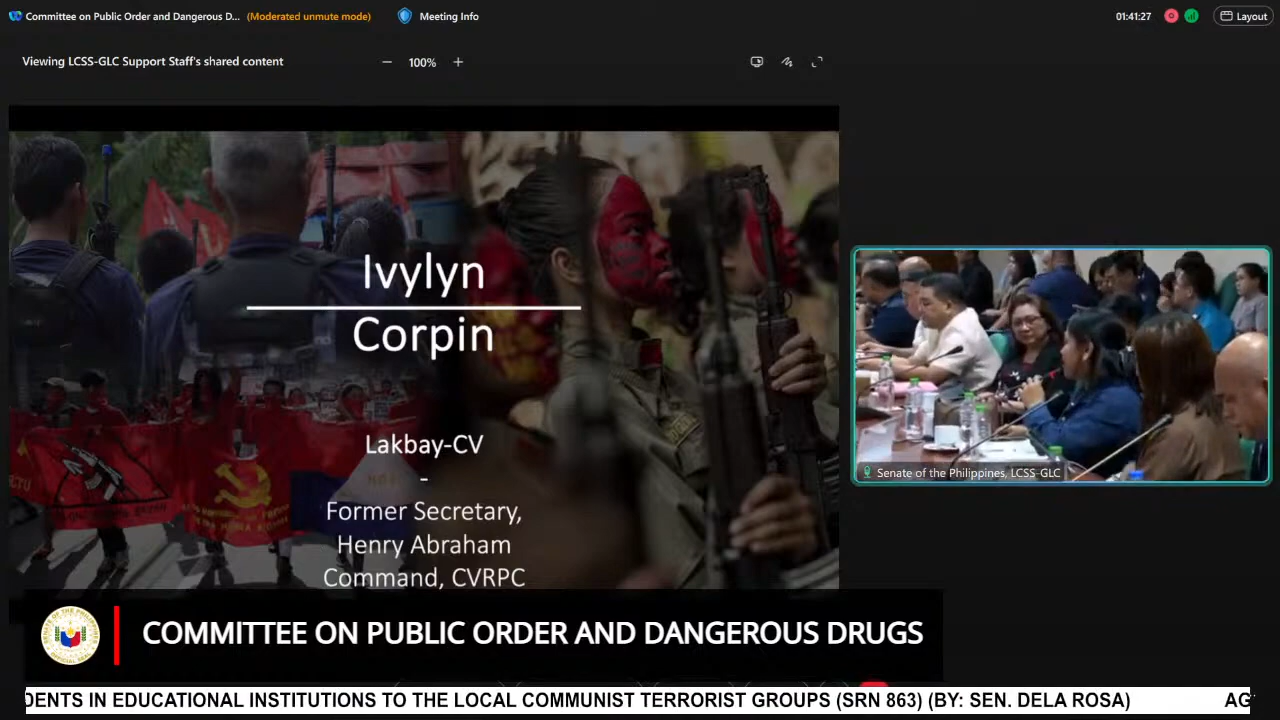 Committee on Public Order and Dangerous D... (Moderated unmute mode) Meeting Info 01:41:27 Layout
Viewing LCSS-GLC Support Staff's shared content 100%
Ivylyn
Corpin
Lakbay-CV
-
Former Secretary,
Henry Abraham
Command, CVRPC
Senate of the Philippines, LCSS-GLC
COMMITTEE ON PUBLIC ORDER AND DANGEROUS DRUGS
DENTS IN EDUCATIONAL INSTITUTIONS TO THE LOCAL COMMUNIST TERRORIST GROUPS (SRN 863) (BY: SEN. DELA ROSA) AG